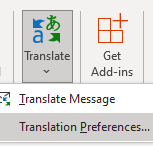 Translate
Get
Add-ins
Translate Message
Translation Preferences...